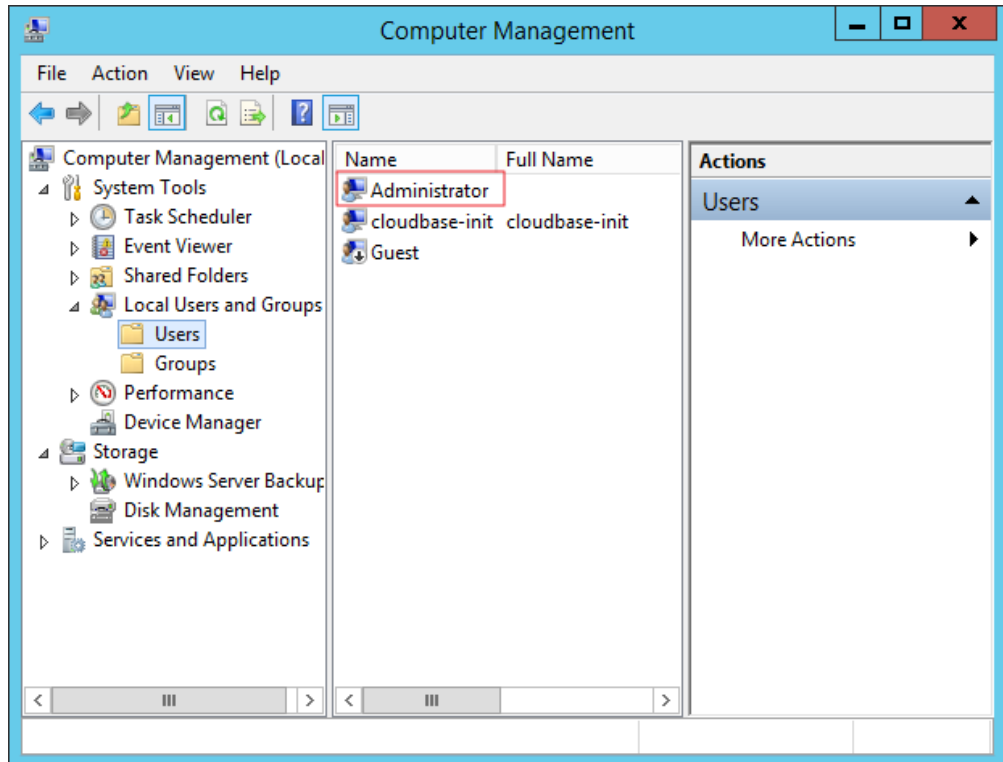 Computer Management
File Action View Help
Computer Management (Local
System Tools
Task Scheduler
Event Viewer
Shared Folders
Local Users and Groups
Users
Groups
Performance
Device Manager
Storage
Windows Server Backup
Disk Management
Services and Applications
Name Full Name
Administrator
cloudbase-init cloudbase-init
Guest
Actions
Users
More Actions